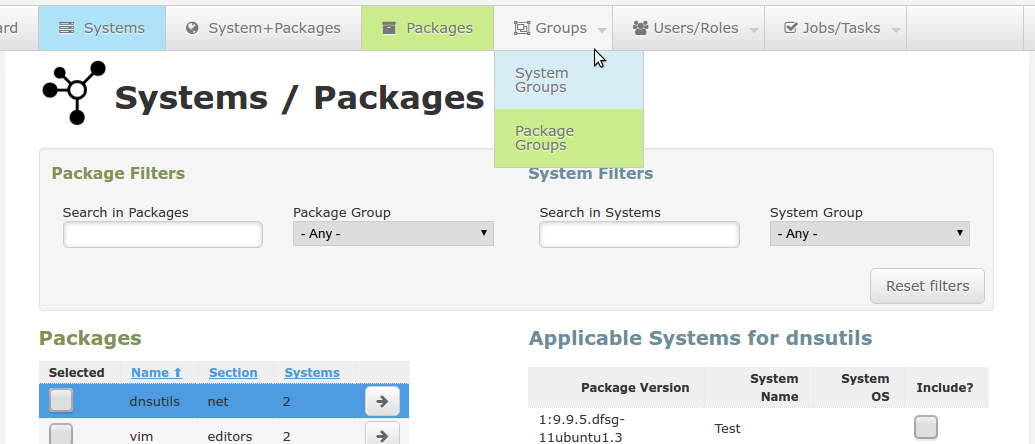 ard Systems System+Packages Packages Groups Users/Roles Jobs/Tasks
System
Groups
Package
Groups
Systems / Packages
Package Filters System Filters
Search in Packages Package Group Search in Systems System Group
- Any - - Any -
Reset filters
Packages Applicable Systems for dnsutils
Selected Name ⬆ Section Systems
Package Version System
Name System
OS Include?
dnsutils net 2
1:9.9.5.dfsg-
11ubuntu1.3 Test
vim editors 2